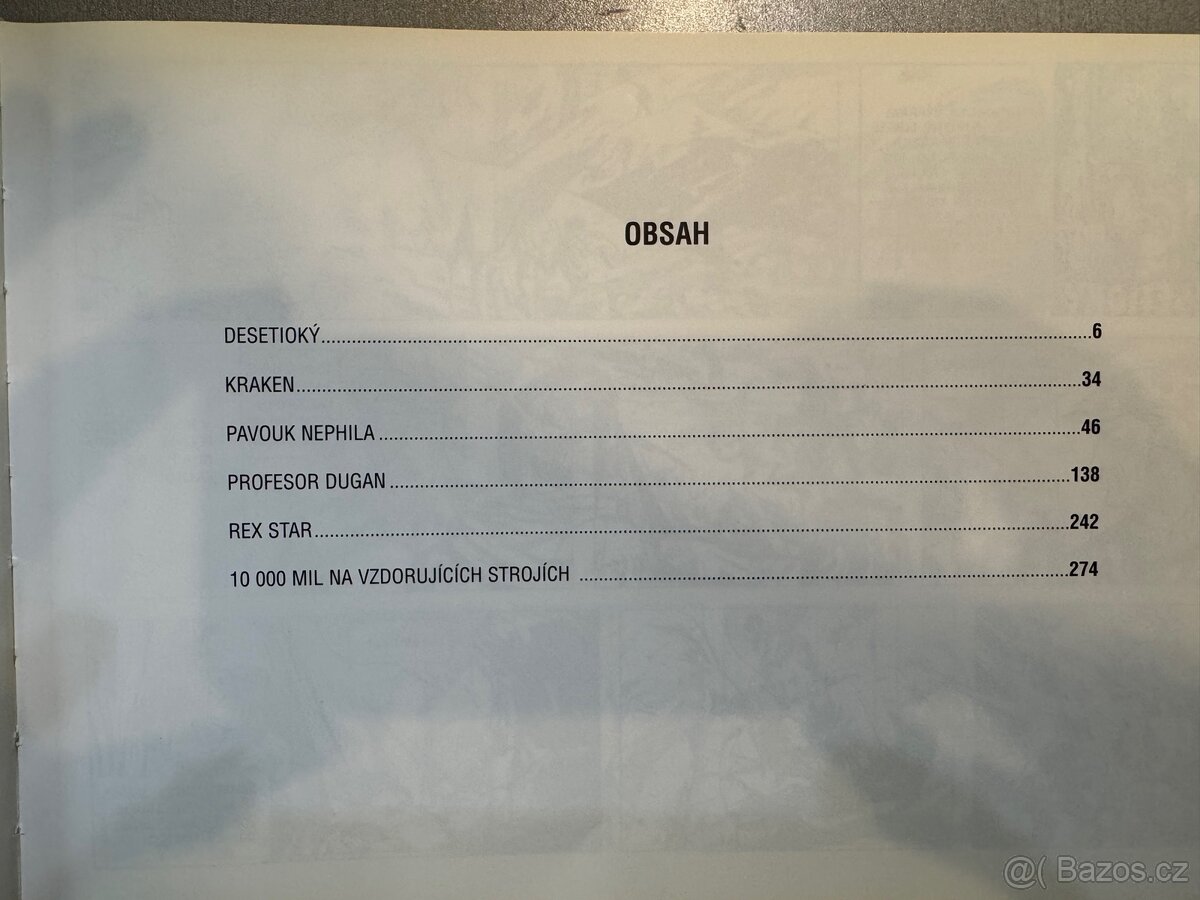 OBSAH
DESETIOKÝ 6
KRAKEN 34
PAVOUK NEPHILA 46
PROFESOR DUGAN 138
REX STAR 242
10 000 MIL NA VZDORUJÍCÍCH STROJÍCH 274
@( Bazos.cz